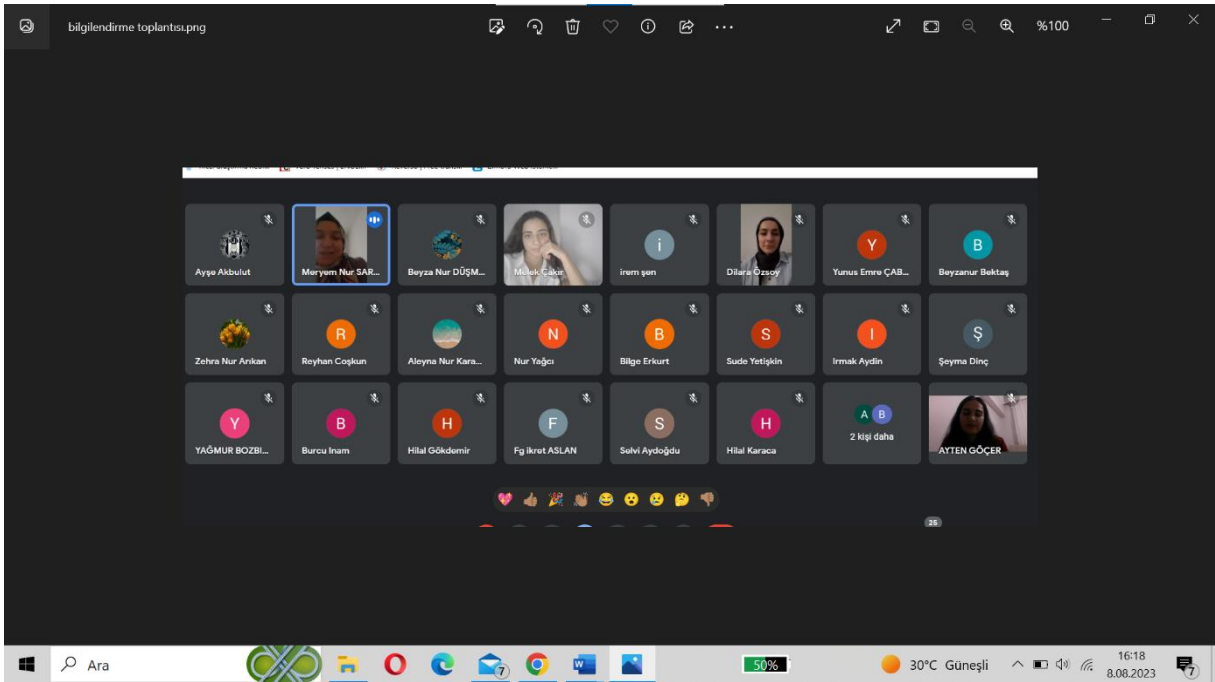 bilgilendirme toplantısı.png
%100
Ayşe Akbulut
Meryem Nur SAR...
Beyza Nur DÜŞM...
Melek Çakır
i
irem şen
Dilara Özsoy
Y
Yunus Emre ÇAB...
B
Beyzanur Bektaş
Zehra Nur Arıkan
R
Reyhan Coşkun
Aleyna Nur Kara...
N
Nur Yağcı
B
Bilge Erkurt
S
Sude Yetişkin
I
Irmak Aydin
Ş
Şeyma Dinç
Y
YAĞMUR BOZBI...
B
Burcu Inam
H
Hilal Gökdemir
F
Fg ikret ASLAN
S
Selvi Aydoğdu
H
Hilal Karaca
A B
2 kişi daha
AYTEN GÖÇER
25
Ara
7
50%
30°C Güneşli
16:18
8.08.2023
7